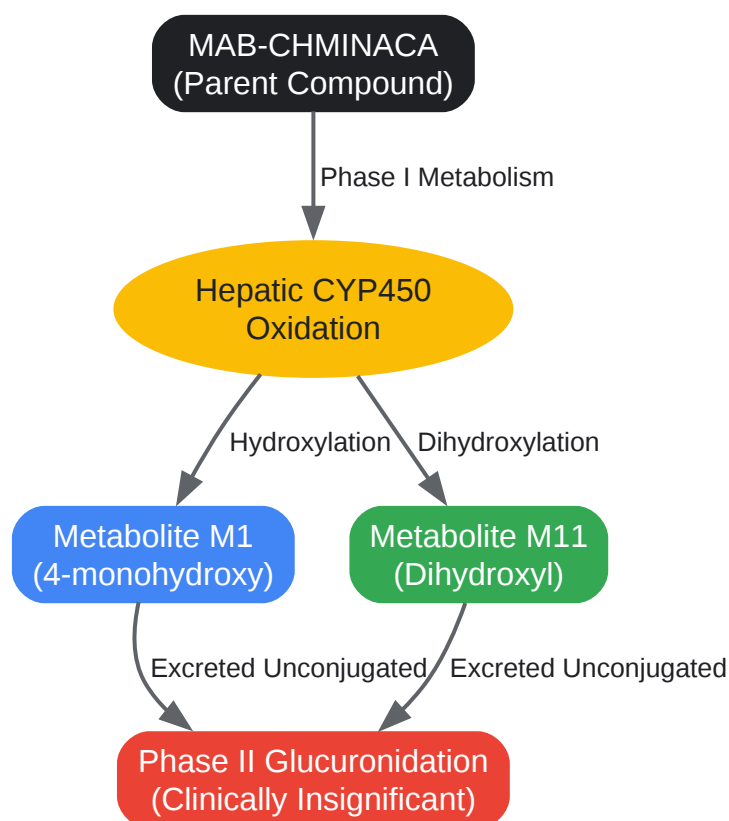 MAB-CHMINACA
(Parent Compound)
Phase I Metabolism
Hepatic CYP450
Oxidation
Hydroxylation
Dihydroxylation
Metabolite M1
(4-monohydroxy)
Metabolite M11
(Dihydroxyl)
Excreted Unconjugated
Excreted Unconjugated
Phase II Glucuronidation
(Clinically Insignificant)